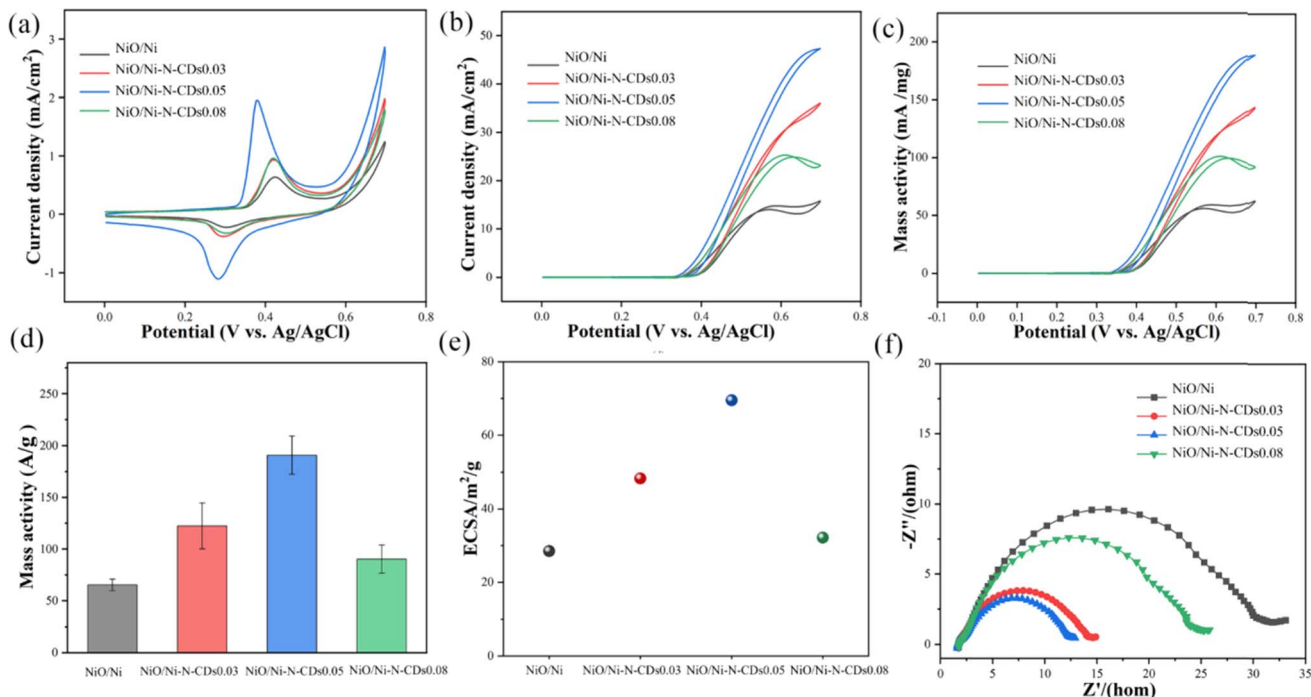 (a)
3
2
1
0
-1
Current density (mA/cm²)
NiO/Ni
NiO/Ni-N-CDs0.03
NiO/Ni-N-CDs0.05
NiO/Ni-N-CDs0.08
0.0 0.2 0.4 0.6 0.8
Potential (V vs. Ag/AgCl)
(b)
50
40
30
20
10
0
Current density (mA/cm²)
NiO/Ni
NiO/Ni-N-CDs0.03
NiO/Ni-N-CDs0.05
NiO/Ni-N-CDs0.08
0.0 0.2 0.4 0.6 0.8
Potential (V vs. Ag/AgCl)
(c)
200
150
100
50
0
Mass activity (mA /mg)
NiO/Ni
NiO/Ni-N-CDs0.03
NiO/Ni-N-CDs0.05
NiO/Ni-N-CDs0.08
-0.1 0.0 0.1 0.2 0.3 0.4 0.5 0.6 0.7 0.8
Potential (V vs. Ag/AgCl)
(d)
250
200
150
100
50
0
Mass activity (A/g)
NiO/Ni NiO/Ni-N-CDs0.03 NiO/Ni-N-CDs0.05 NiO/Ni-N-CDs0.08
(e)
80
60
40
20
0
ECSA/m²/g
NiO/Ni NiO/Ni-N-CDs0.03 NiO/Ni-N-CDs0.05 NiO/Ni-N-CDs0.08
(f)
20
15
10
5
0
-Z''/(ohm)
NiO/Ni
NiO/Ni-N-CDs0.03
NiO/Ni-N-CDs0.05
NiO/Ni-N-CDs0.08
0 5 10 15 20 25 30 35
Z'/(hom)